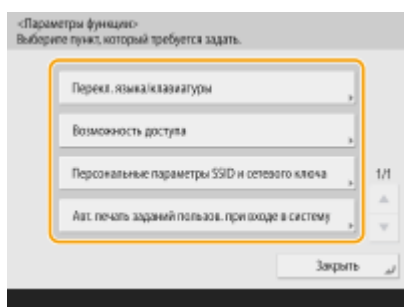 <Параметры функции>
Выберите пункт, который требуется задать.
Перекл. языка/клавиатуры
Возможность доступа
Персональные параметры SSID и сетевого ключа
1/1
Авт. печать заданий пользов. при входе в систему
Закрыть